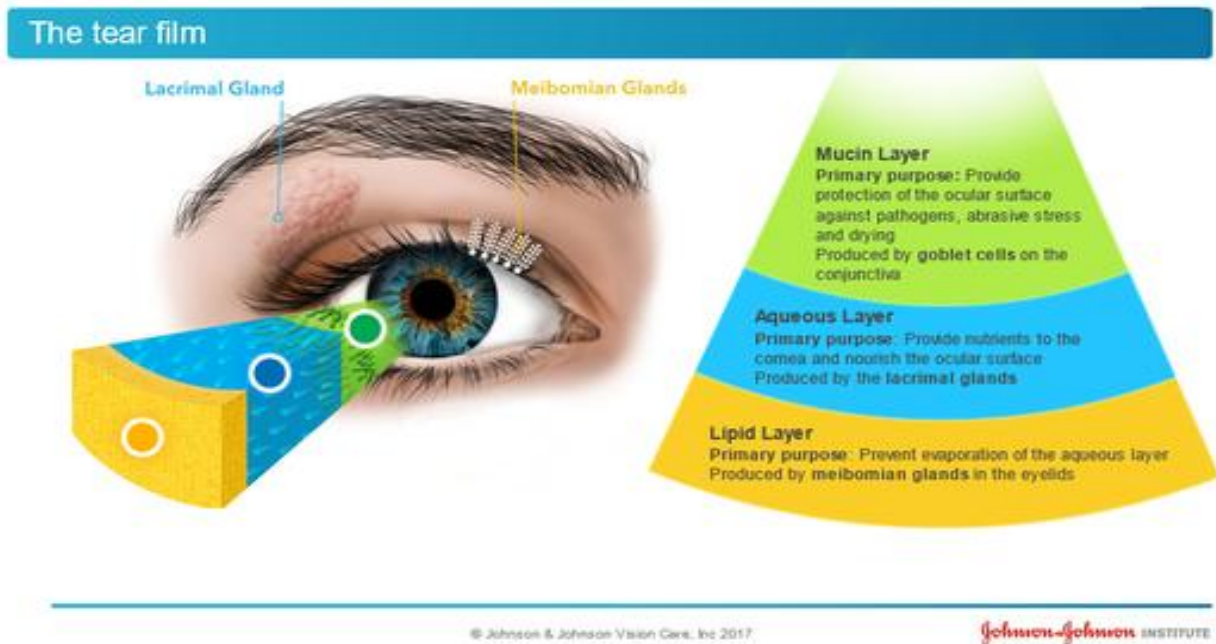 The tear film
Lacrimal Gland
Meibomian Glands
Mucin Layer
Primary purpose: Provide
protection of the ocular surface
against pathogens, abrasive stress
and drying
Produced by goblet cells on the
conjunctiva
Aqueous Layer
Primary purpose: Provide nutrients to the
cornea and nourish the ocular surface
Produced by the lacrimal glands
Lipid Layer
Primary purpose: Prevent evaporation of the aqueous layer
Produced by meibomian glands in the eyelids
© Johnson & Johnson Vision Care, Inc 2017
Johnson & Johnson INSTITUTE